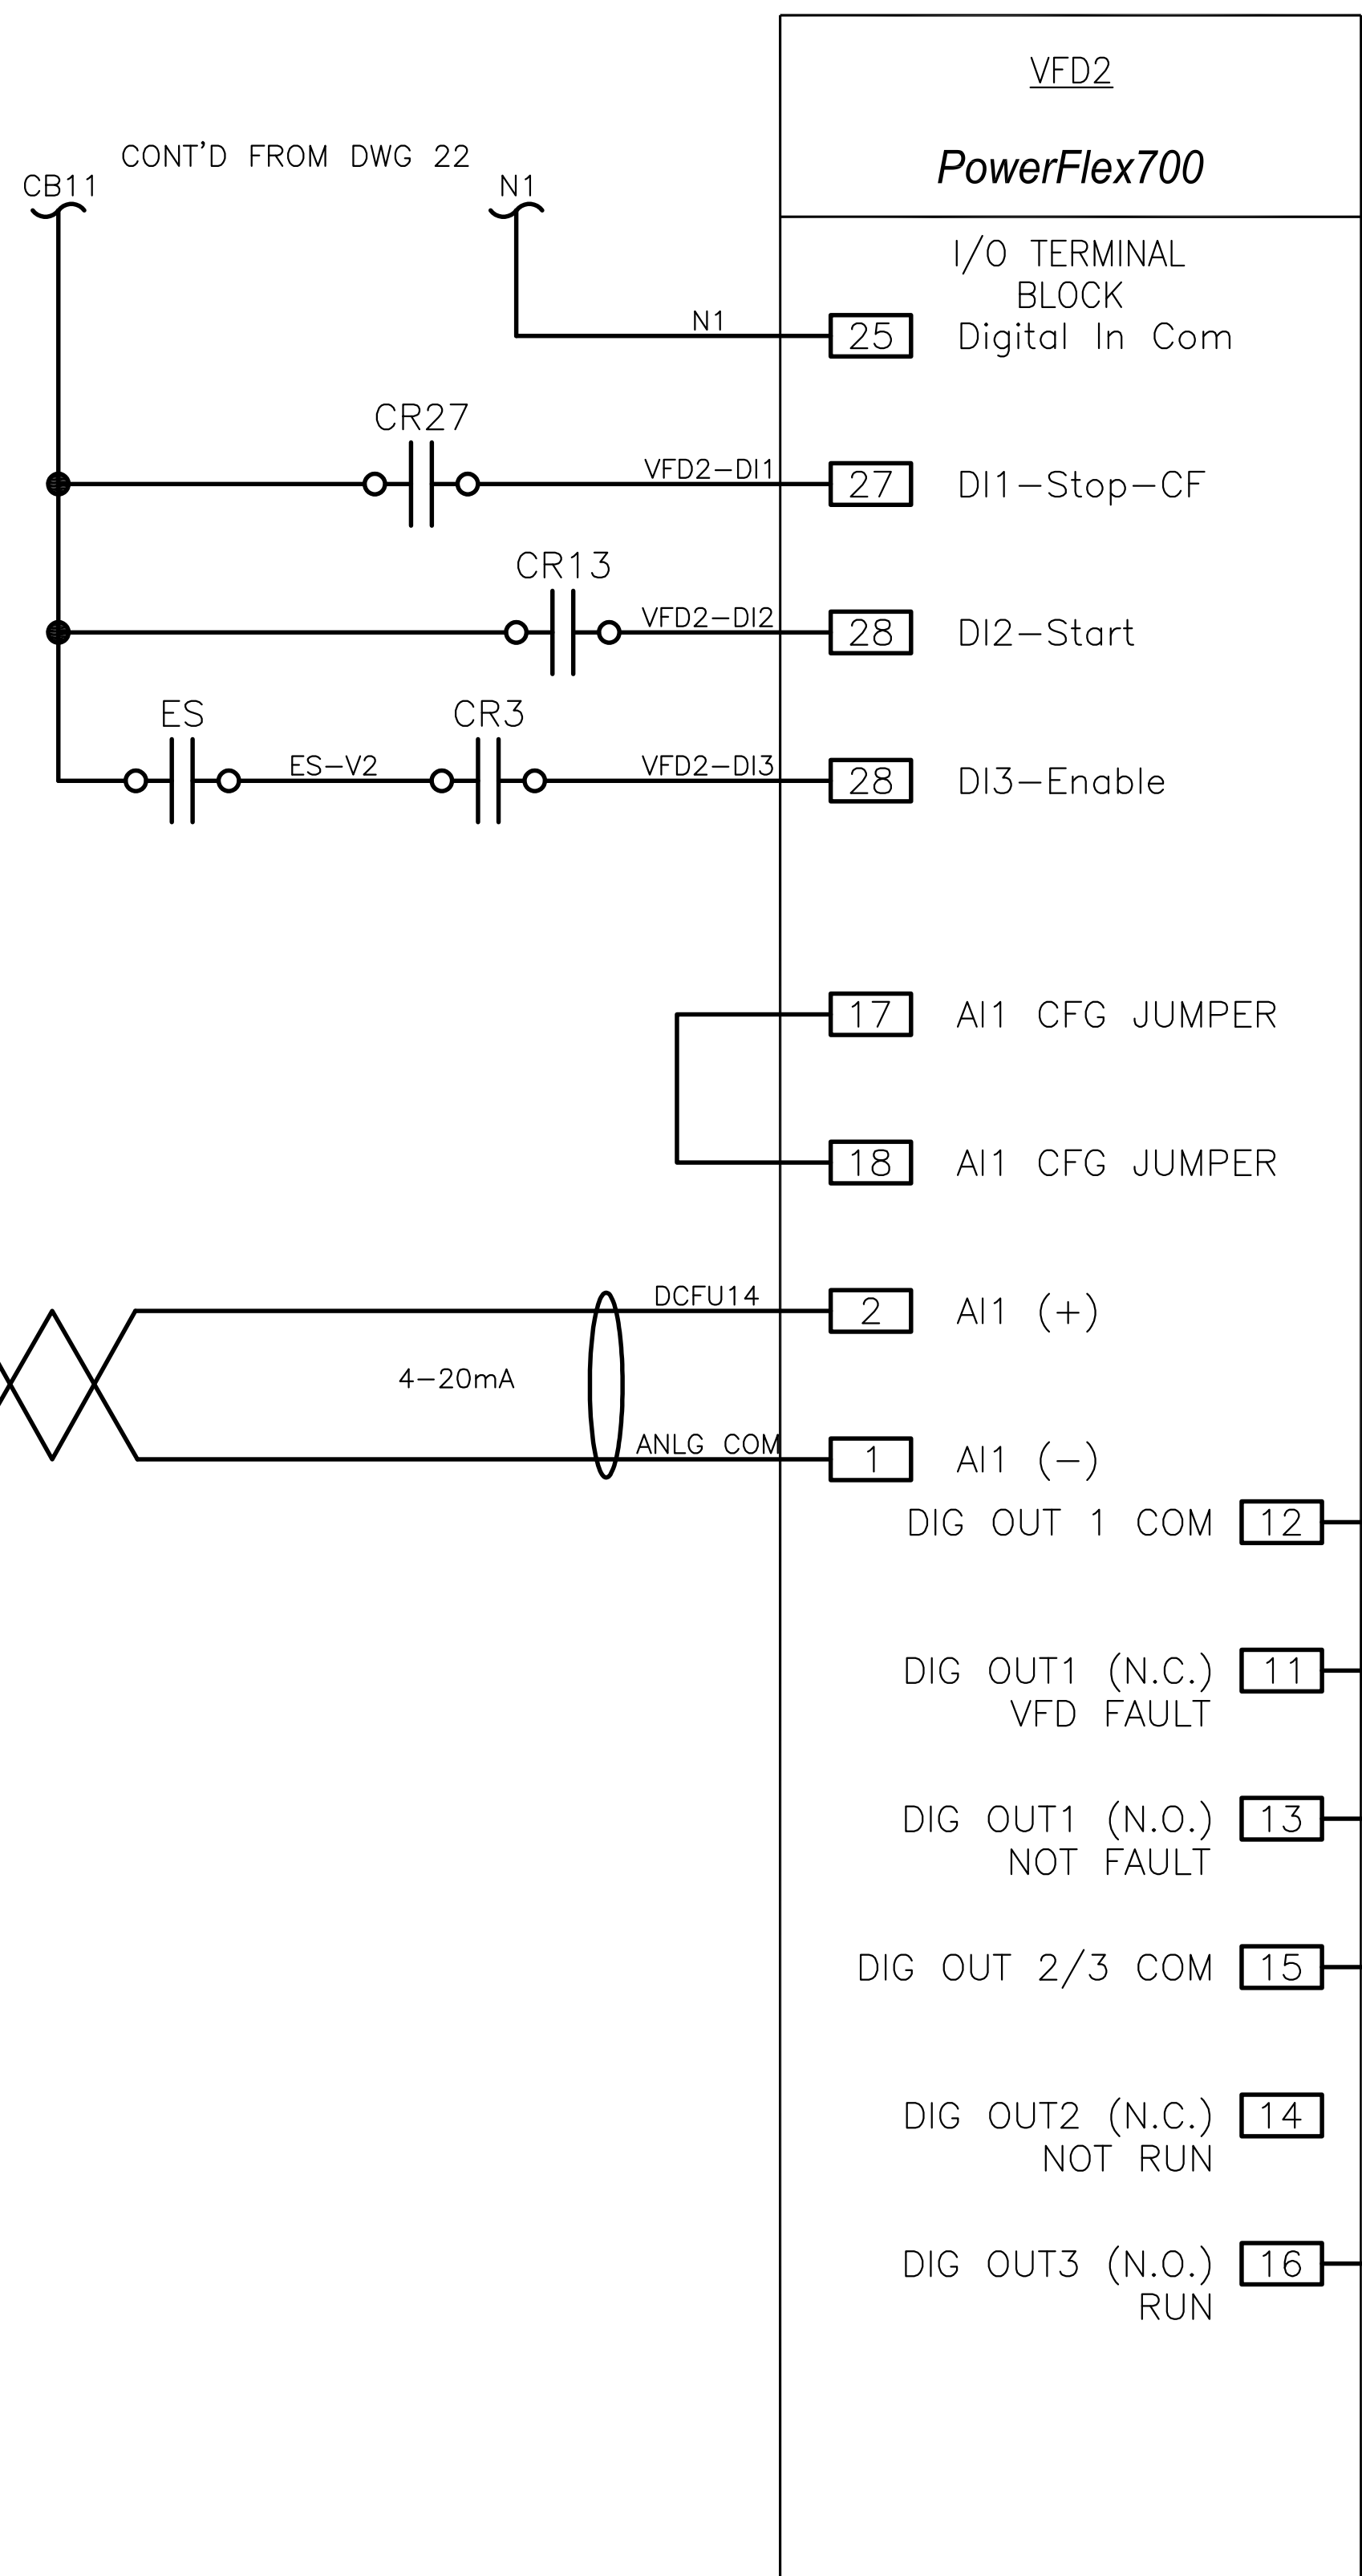 VFD2
PowerFlex700
CONT'D FROM DWG 22
CB11
N1
I/O TERMINAL
BLOCK
N1
25
Digital In Com
CR27
VFD2-DI1
27
DI1-Stop-CF
CR13
VFD2-DI2
28
DI2-Start
ES
CR3
ES-V2
VFD2-DI3
28
DI3-Enable
17
AI1 CFG JUMPER
18
AI1 CFG JUMPER
DCFU14
2
AI1 (+)
4-20mA
ANLG COM
1
AI1 (-)
DIG OUT 1 COM
12
DIG OUT1 (N.C.)
11
VFD FAULT
DIG OUT1 (N.O.)
13
NOT FAULT
DIG OUT 2/3 COM
15
DIG OUT2 (N.C.)
14
NOT RUN
DIG OUT3 (N.O.)
16
RUN